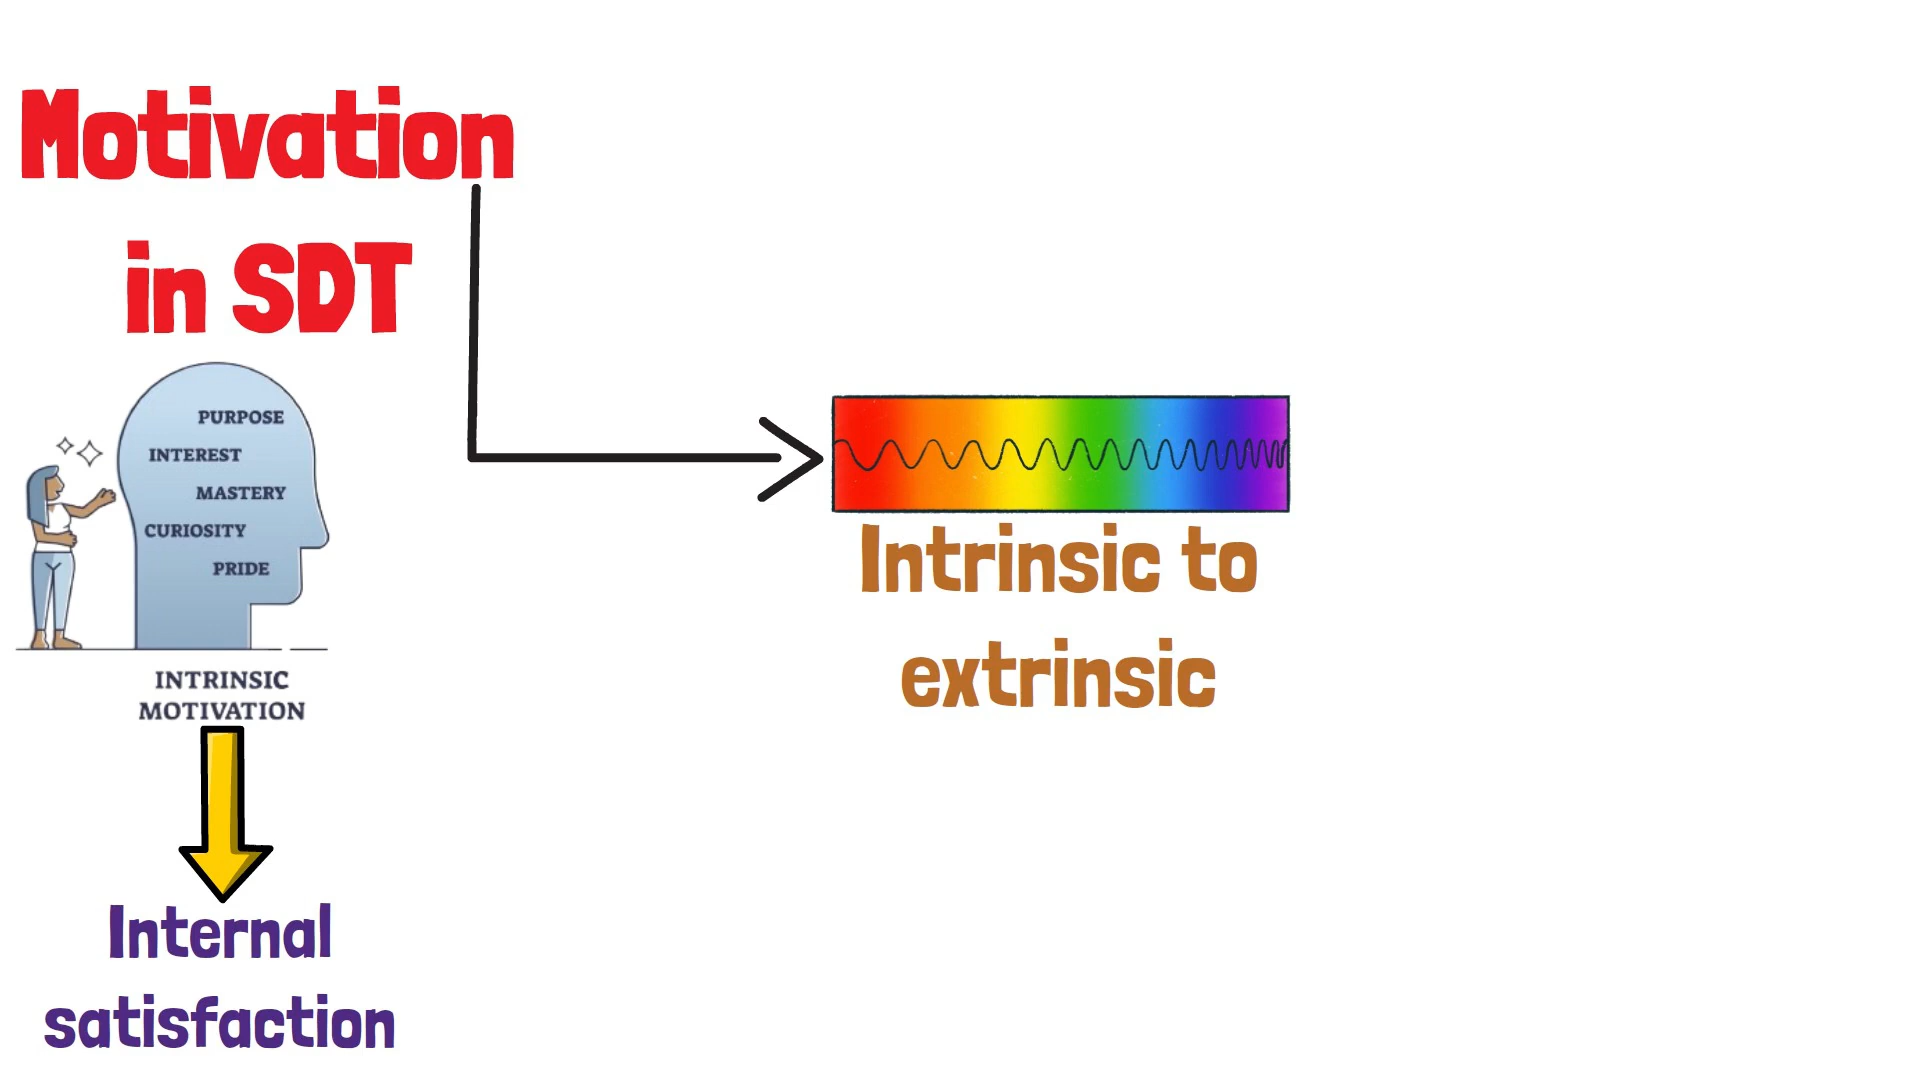 Motivation
in SDT
PURPOSE
INTEREST
MASTERY
CURIOSITY
PRIDE
INTRINSIC
MOTIVATION
Internal
satisfaction
Intrinsic to
extrinsic